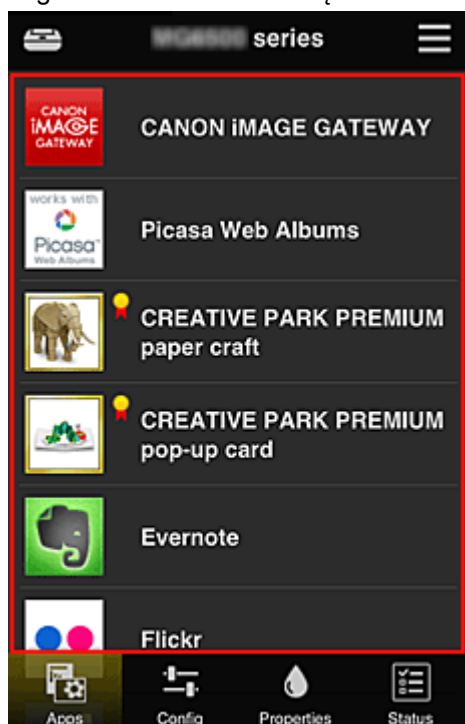 series
CANON
iMAGE
GATEWAY
CANON iMAGE GATEWAY
works with
Picasa™
Web Albums
Picasa Web Albums
CREATIVE PARK PREMIUM
paper craft
CREATIVE PARK PREMIUM
pop-up card
Evernote
Flickr
Apps
Config
Properties
Status